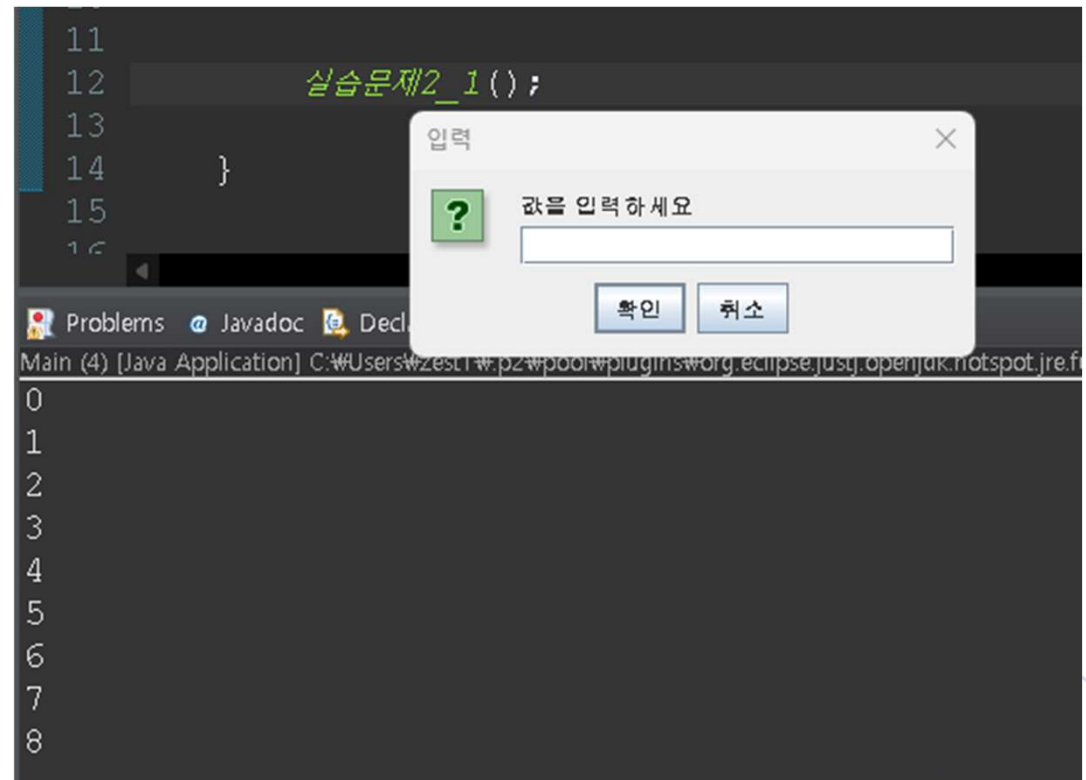 11
12 실습문제2_1();
13
14 }
15
입력
값을 입력하세요
확인 취소
Problems @ Javadoc Decl
Main (4) [Java Application] C:₩Users₩zest1₩.p2₩pool₩plugins₩org.eclipse.justj.openjdk.hotspot.jre.f
0
1
2
3
4
5
6
7
8